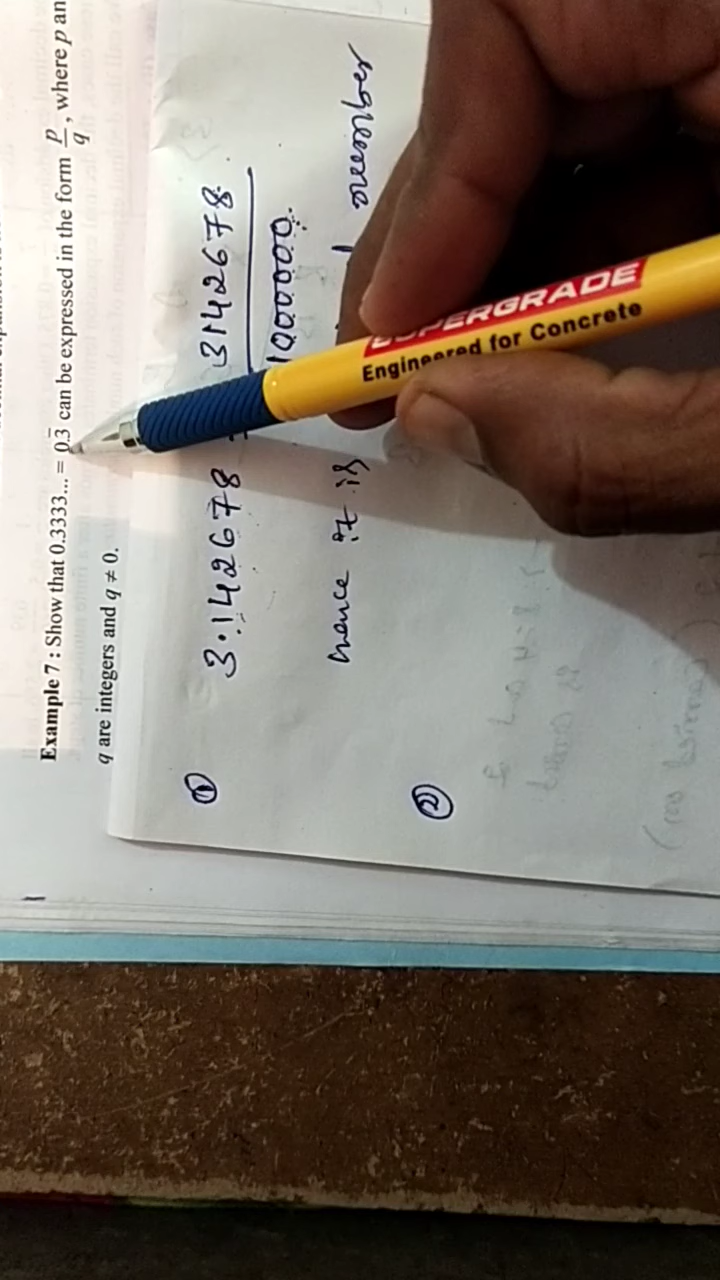 Example 7 : Show that 0.3333... = 0.3̅ can be expressed in the form p/q, where p an
q are integers and q ≠ 0.
① 3.142678 = 3142678/1000000.
hence it is number
②
SUPERGRADE
Engineered for Concrete